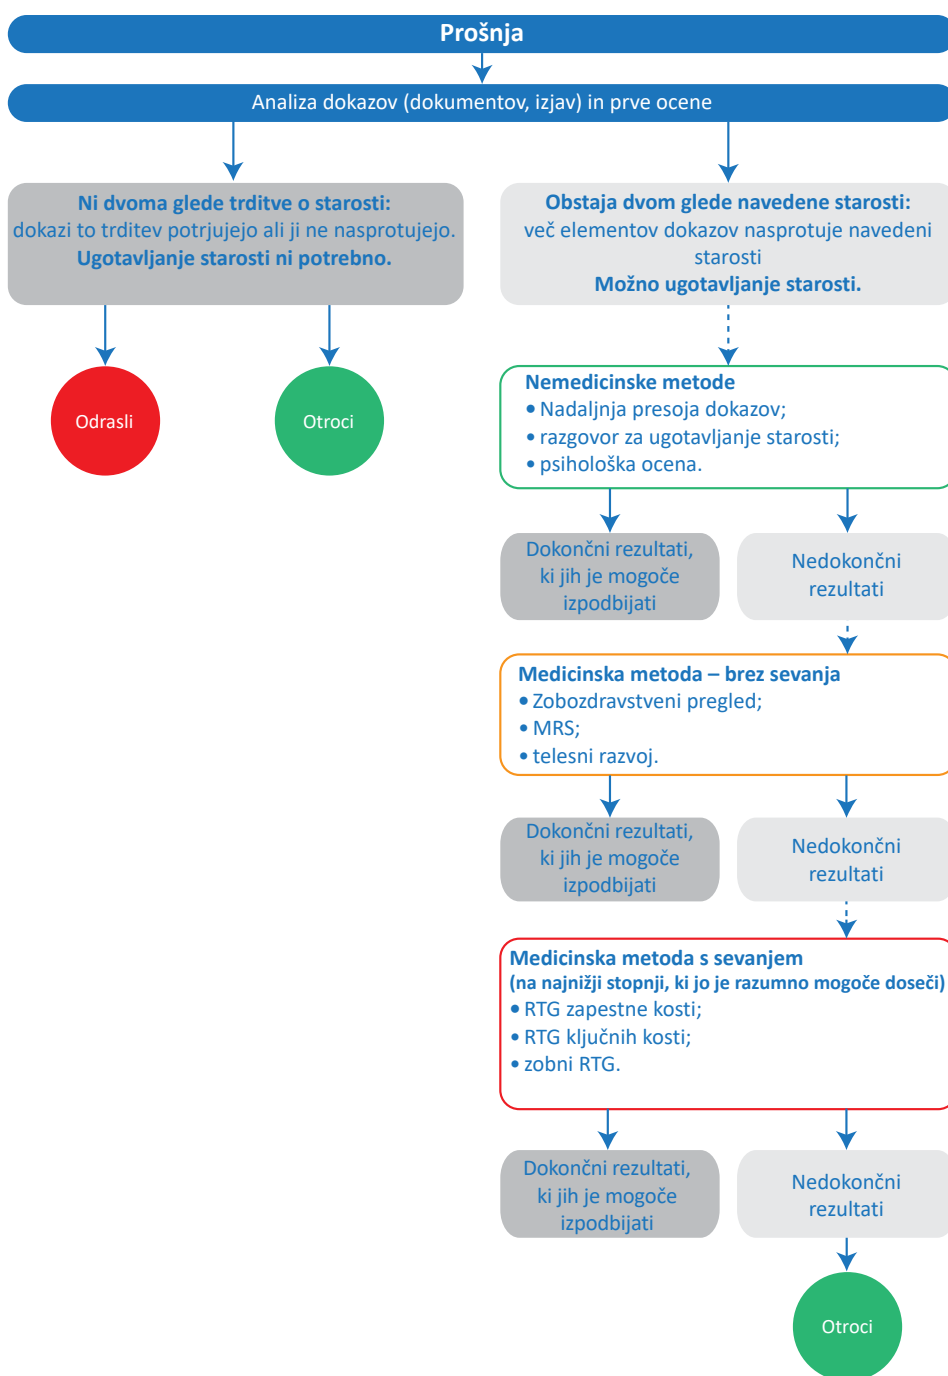 Prošnja
Analiza dokazov (dokumentov, izjav) in prve ocene
Ni dvoma glede trditve o starosti:
dokazi to trditev potrjujejo ali ji ne nasprotujejo.
Ugotavljanje starosti ni potrebno.
Obstaja dvom glede navedene starosti:
več elementov dokazov nasprotuje navedeni
starosti
Možno ugotavljanje starosti.
Odrasli
Otroci
Nemedicinske metode
• Nadaljnja presoja dokazov;
• razgovor za ugotavljanje starosti;
• psihološka ocena.
Dokončni rezultati,
ki jih je mogoče
izpodbijati
Nedokončni
rezultati
Medicinska metoda – brez sevanja
• Zobozdravstveni pregled;
• MRS;
• telesni razvoj.
Dokončni rezultati,
ki jih je mogoče
izpodbijati
Nedokončni
rezultati
Medicinska metoda s sevanjem
(na najnižji stopnji, ki jo je razumno mogoče doseči)
• RTG zapestne kosti;
• RTG ključnih kosti;
• zobni RTG.
Dokončni rezultati,
ki jih je mogoče
izpodbijati
Nedokončni
rezultati
Otroci